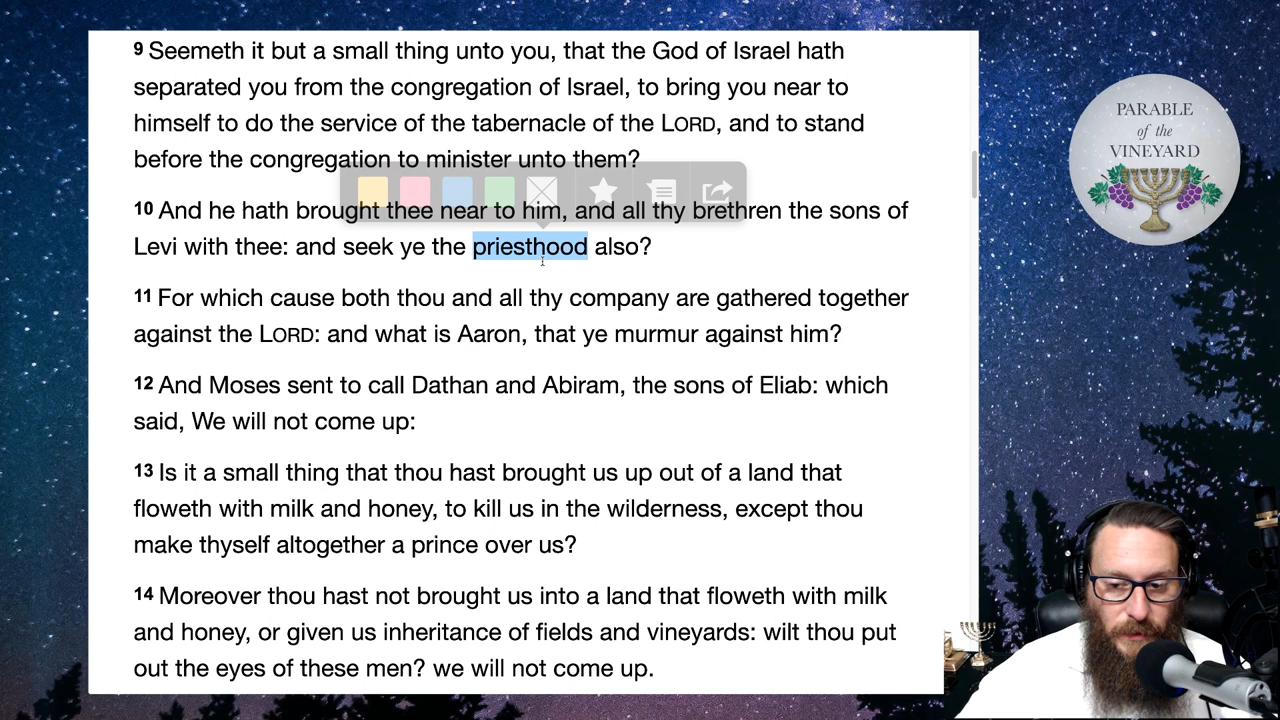 9 Seemeth it but a small thing unto you, that the God of Israel hath
separated you from the congregation of Israel, to bring you near to
himself to do the service of the tabernacle of the LORD, and to stand
before the congregation to minister unto them?
10 And he hath brought thee near to him, and all thy brethren the sons of
Levi with thee: and seek ye the priesthood also?
11 For which cause both thou and all thy company are gathered together
against the LORD: and what is Aaron, that ye murmur against him?
12 And Moses sent to call Dathan and Abiram, the sons of Eliab: which
said, We will not come up:
13 Is it a small thing that thou hast brought us up out of a land that
floweth with milk and honey, to kill us in the wilderness, except thou
make thyself altogether a prince over us?
14 Moreover thou hast not brought us into a land that floweth with milk
and honey, or given us inheritance of fields and vineyards: wilt thou put
out the eyes of these men? we will not come up.
PARABLE
of the
VINEYARD